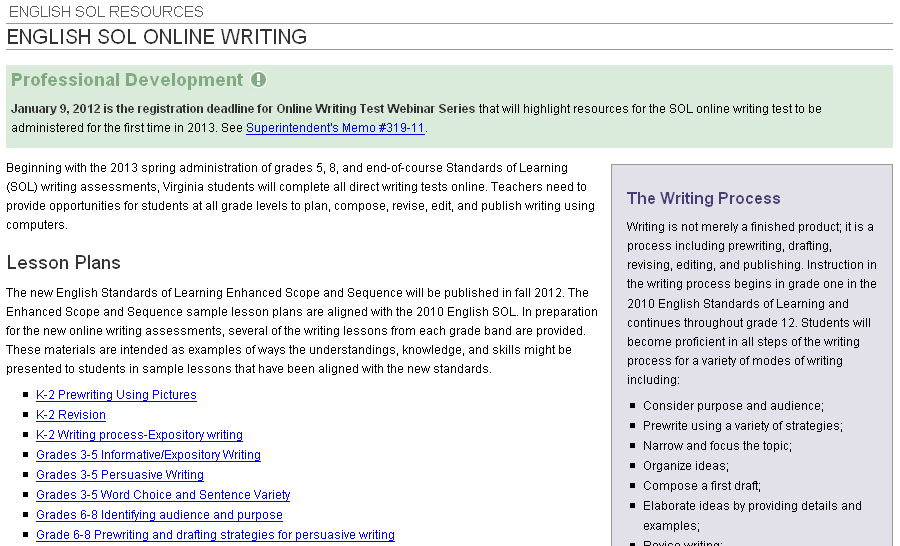 ENGLISH SOL RESOURCES
ENGLISH SOL ONLINE WRITING
Professional Development
January 9, 2012 is the registration deadline for Online Writing Test Webinar Series that will highlight resources for the SOL online writing test to be
administered for the first time in 2013. See Superintendent's Memo #319-11.
Beginning with the 2013 spring administration of grades 5, 8, and end-of-course Standards of Learning
(SOL) writing assessments, Virginia students will complete all direct writing tests online. Teachers need to
provide opportunities for students at all grade levels to plan, compose, revise, edit, and publish writing using
computers.
Lesson Plans
The new English Standards of Learning Enhanced Scope and Sequence will be published in fall 2012. The
Enhanced Scope and Sequence sample lesson plans are aligned with the 2010 English SOL. In preparation
for the new online writing assessments, several of the writing lessons from each grade band are provided.
These materials are intended as examples of ways the understandings, knowledge, and skills might be
presented to students in sample lessons that have been aligned with the new standards.
K-2 Prewriting Using Pictures
K-2 Revision
K-2 Writing process-Expository writing
Grades 3-5 Informative/Expository Writing
Grades 3-5 Persuasive Writing
Grades 3-5 Word Choice and Sentence Variety
Grades 6-8 Identifying audience and purpose
Grade 6-8 Prewriting and drafting strategies for persuasive writing
The Writing Process
Writing is not merely a finished product; it is a
process including prewriting, drafting,
revising, editing, and publishing. Instruction in
the writing process begins in grade one in the
2010 English Standards of Learning and
continues throughout grade 12. Students will
become proficient in all steps of the writing
process for a variety of modes of writing
including:
Consider purpose and audience;
Prewrite using a variety of strategies;
Narrow and focus the topic;
Organize ideas;
Compose a first draft;
Elaborate ideas by providing details and
examples;
Revise writing;